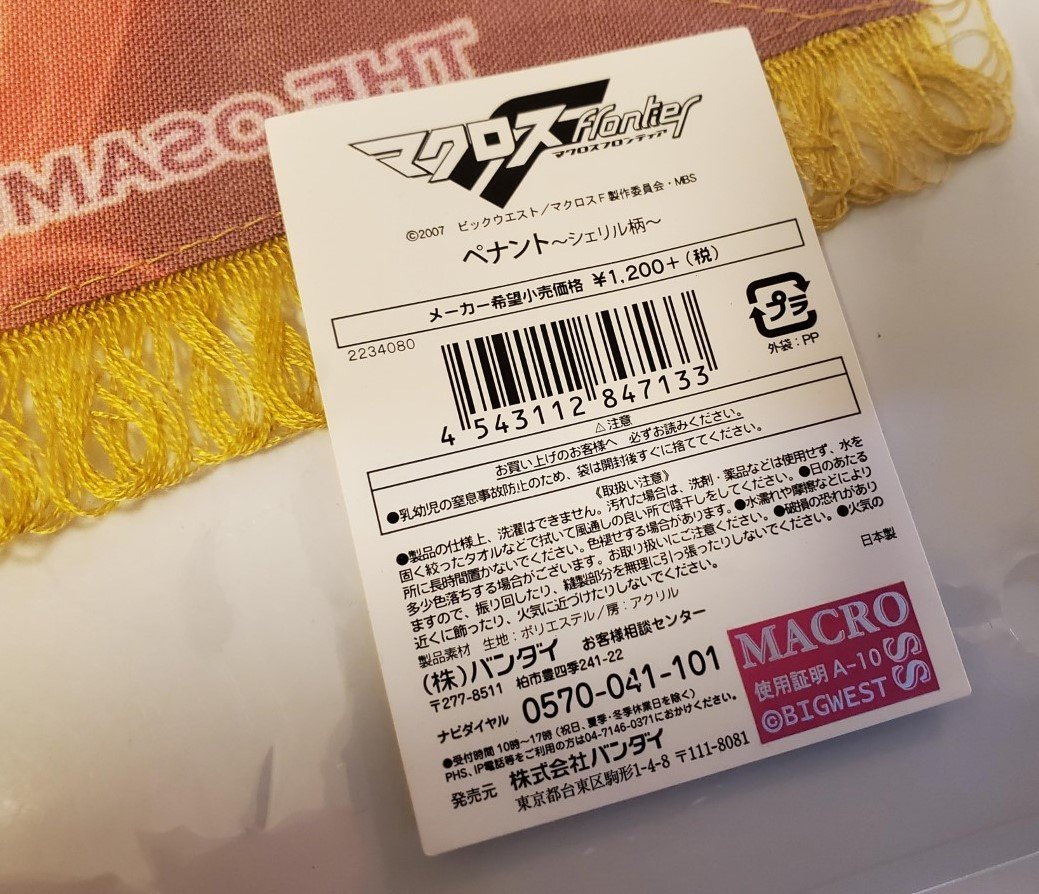 THE OSAM
マクロスFrontier
マクロスフロンティア
©2007 ビックウエスト/マクロスF製作委員会・MBS
ペナント〜シェリル柄〜
メーカー希望小売価格 ¥1,200+(税)
2234080
4 543112 847133
プラ
外袋:PP
⚠注意
お買い上げのお客様へ 必ずお読みください。
●乳幼児の窒息事故防止のため、袋は開封後すぐに捨ててください。
《取扱い注意》
●製品の仕様上、洗濯はできません。汚れた場合は、洗剤・薬品などは使用せず、水を
固く絞ったタオルなどで拭いて風通しの良い所で陰干しをしてください。●日のあたる
所に長時間置かないでください。色褪せする場合があります。●水濡れや摩擦などにより
多少色落ちする場合がございます。お取り扱いにご注意ください。●破損の恐れがあり
ますので、振り回したり、縫製部分を無理に引っ張ったりしないでください。●火気の
近くに飾ったり、火気に近づけたりしないでください。
製品素材 生地:ポリエステル/房:アクリル
日本製
(株)バンダイ お客様相談センター
〒277-8511 柏市豊四季241-22
ナビダイヤル 0570-041-101
●受付時間 10時〜17時(祝日、夏季・冬季休業日を除く)
PHS、IP電話等をご利用の方は04-7146-0371におかけください。
発売元 株式会社バンダイ
東京都台東区駒形1-4-8 〒111-8081
MACROSS
使用証明 A-10
©BIGWEST